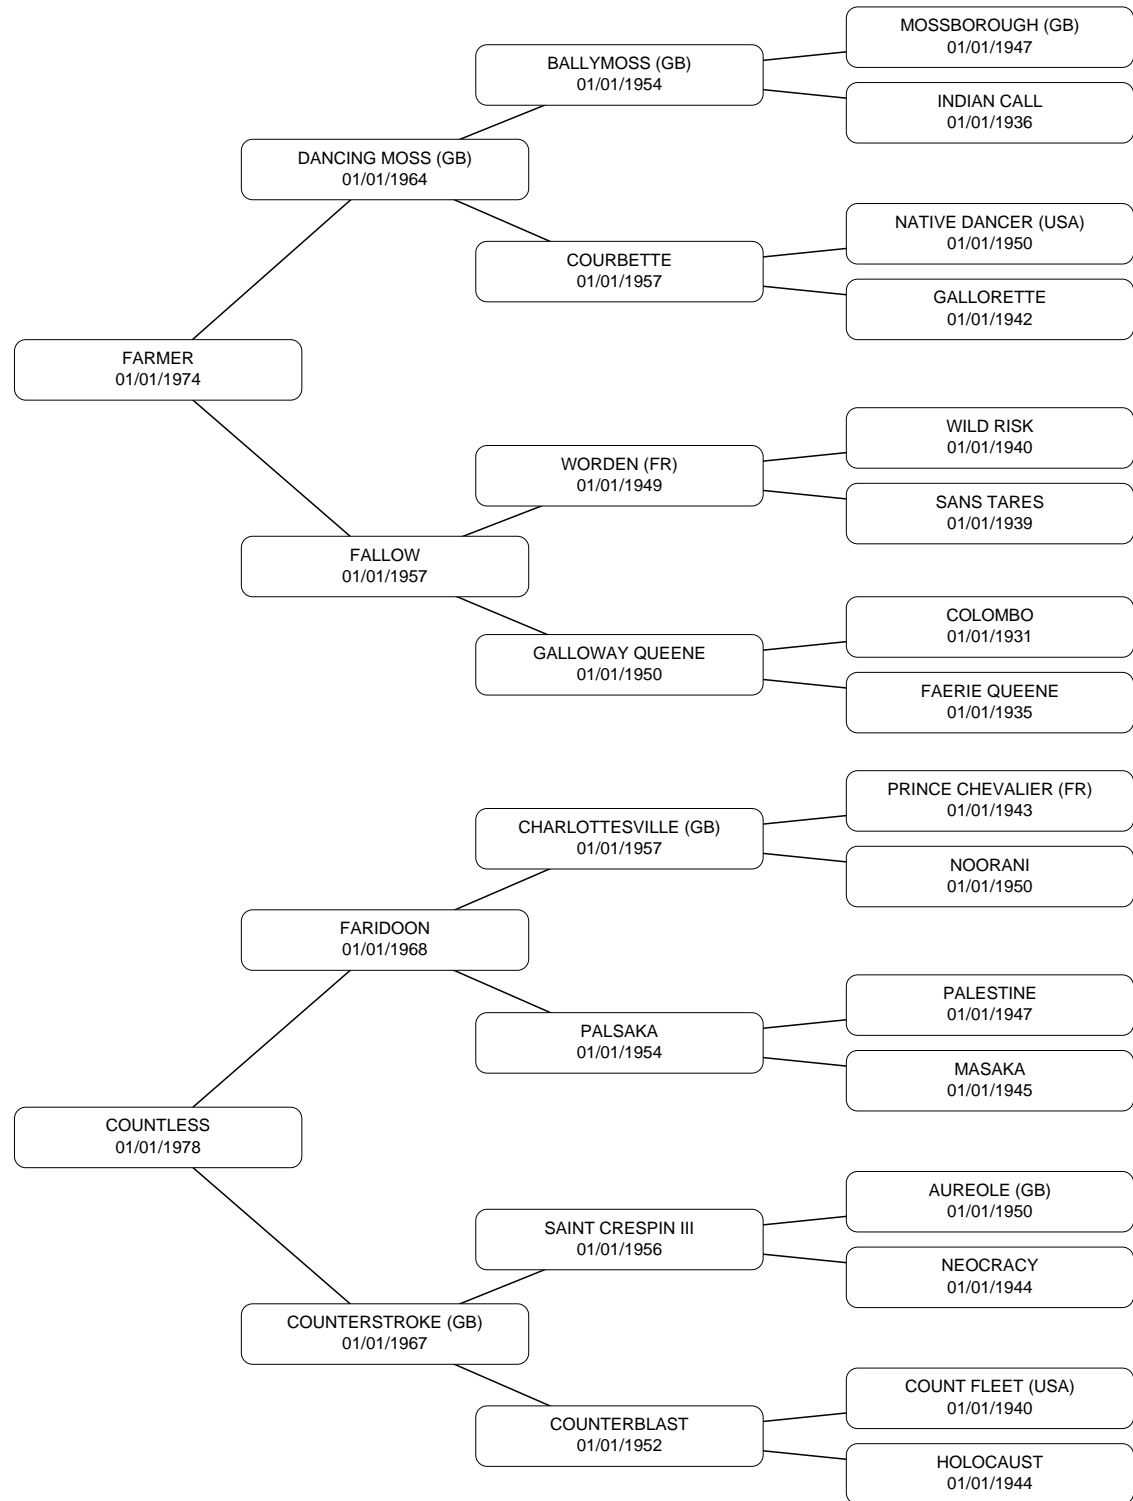 MOSSBOROUGH (GB)
01/01/1947
BALLYMOSS (GB)
01/01/1954
INDIAN CALL
01/01/1936
DANCING MOSS (GB)
01/01/1964
NATIVE DANCER (USA)
01/01/1950
COURBETTE
01/01/1957
GALLORETTE
01/01/1942
FARMER
01/01/1974
WILD RISK
01/01/1940
WORDEN (FR)
01/01/1949
SANS TARES
01/01/1939
FALLOW
01/01/1957
COLOMBO
01/01/1931
GALLOWAY QUEENE
01/01/1950
FAERIE QUEENE
01/01/1935
PRINCE CHEVALIER (FR)
01/01/1943
CHARLOTTESVILLE (GB)
01/01/1957
NOORANI
01/01/1950
FARIDOON
01/01/1968
PALESTINE
01/01/1947
PALSAKA
01/01/1954
MASAKA
01/01/1945
COUNTLESS
01/01/1978
AUREOLE (GB)
01/01/1950
SAINT CRESPIN III
01/01/1956
NEOCRACY
01/01/1944
COUNTERSTROKE (GB)
01/01/1967
COUNT FLEET (USA)
01/01/1940
COUNTERBLAST
01/01/1952
HOLOCAUST
01/01/1944